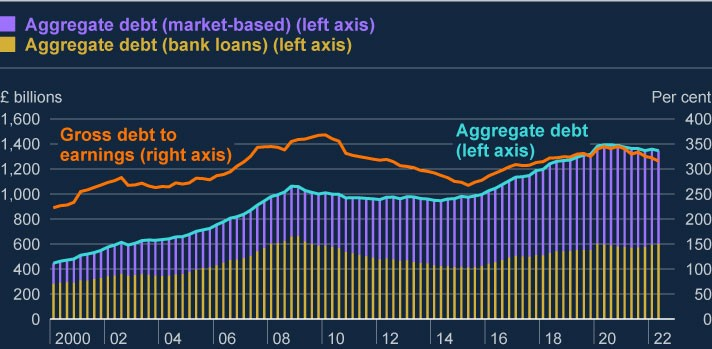 Aggregate debt (market-based) (left axis)
Aggregate debt (bank loans) (left axis)
£ billions
Per cent
1,600
1,400
1,200
1,000
800
600
400
200
0
Gross debt to
earnings (right axis)
Aggregate debt
(left axis)
400
350
300
250
200
150
100
50
0
2000 02 04 06 08 10 12 14 16 18 20 22